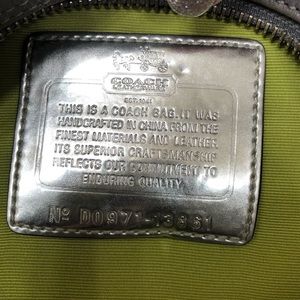 COACH
EST. 1941
THIS IS A COACH BAG. IT WAS
HANDCRAFTED IN CHINA FROM THE
FINEST MATERIALS AND LEATHER.
ITS SUPERIOR CRAFTSMANSHIP
REFLECTS OUR COMMITMENT TO
ENDURING QUALITY.
No D0971-13861